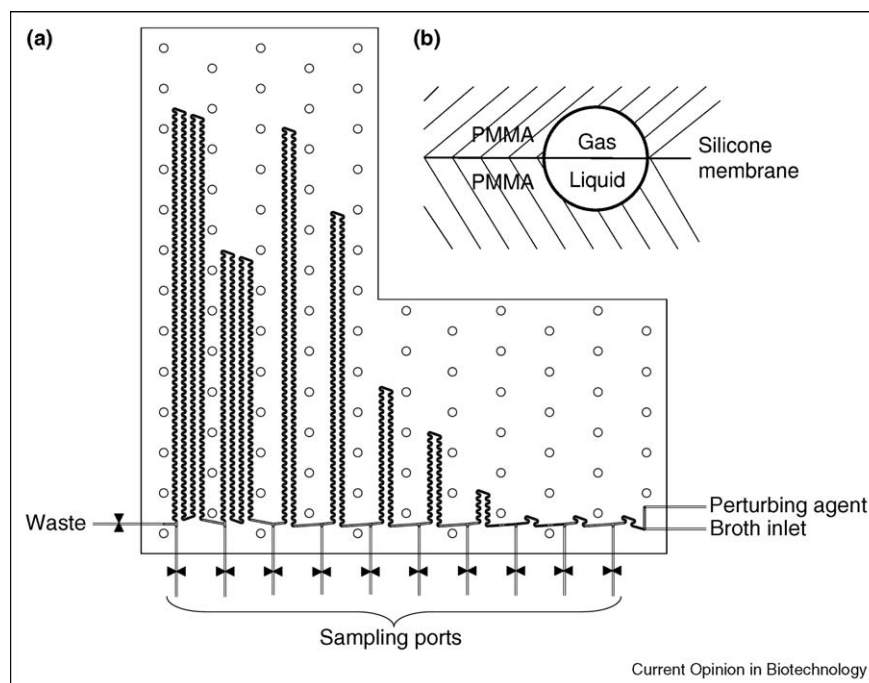 (a)
(b)
PMMA
Gas
PMMA
Liquid
Silicone
membrane
Waste
Perturbing agent
Broth inlet
Sampling ports
Current Opinion in Biotechnology